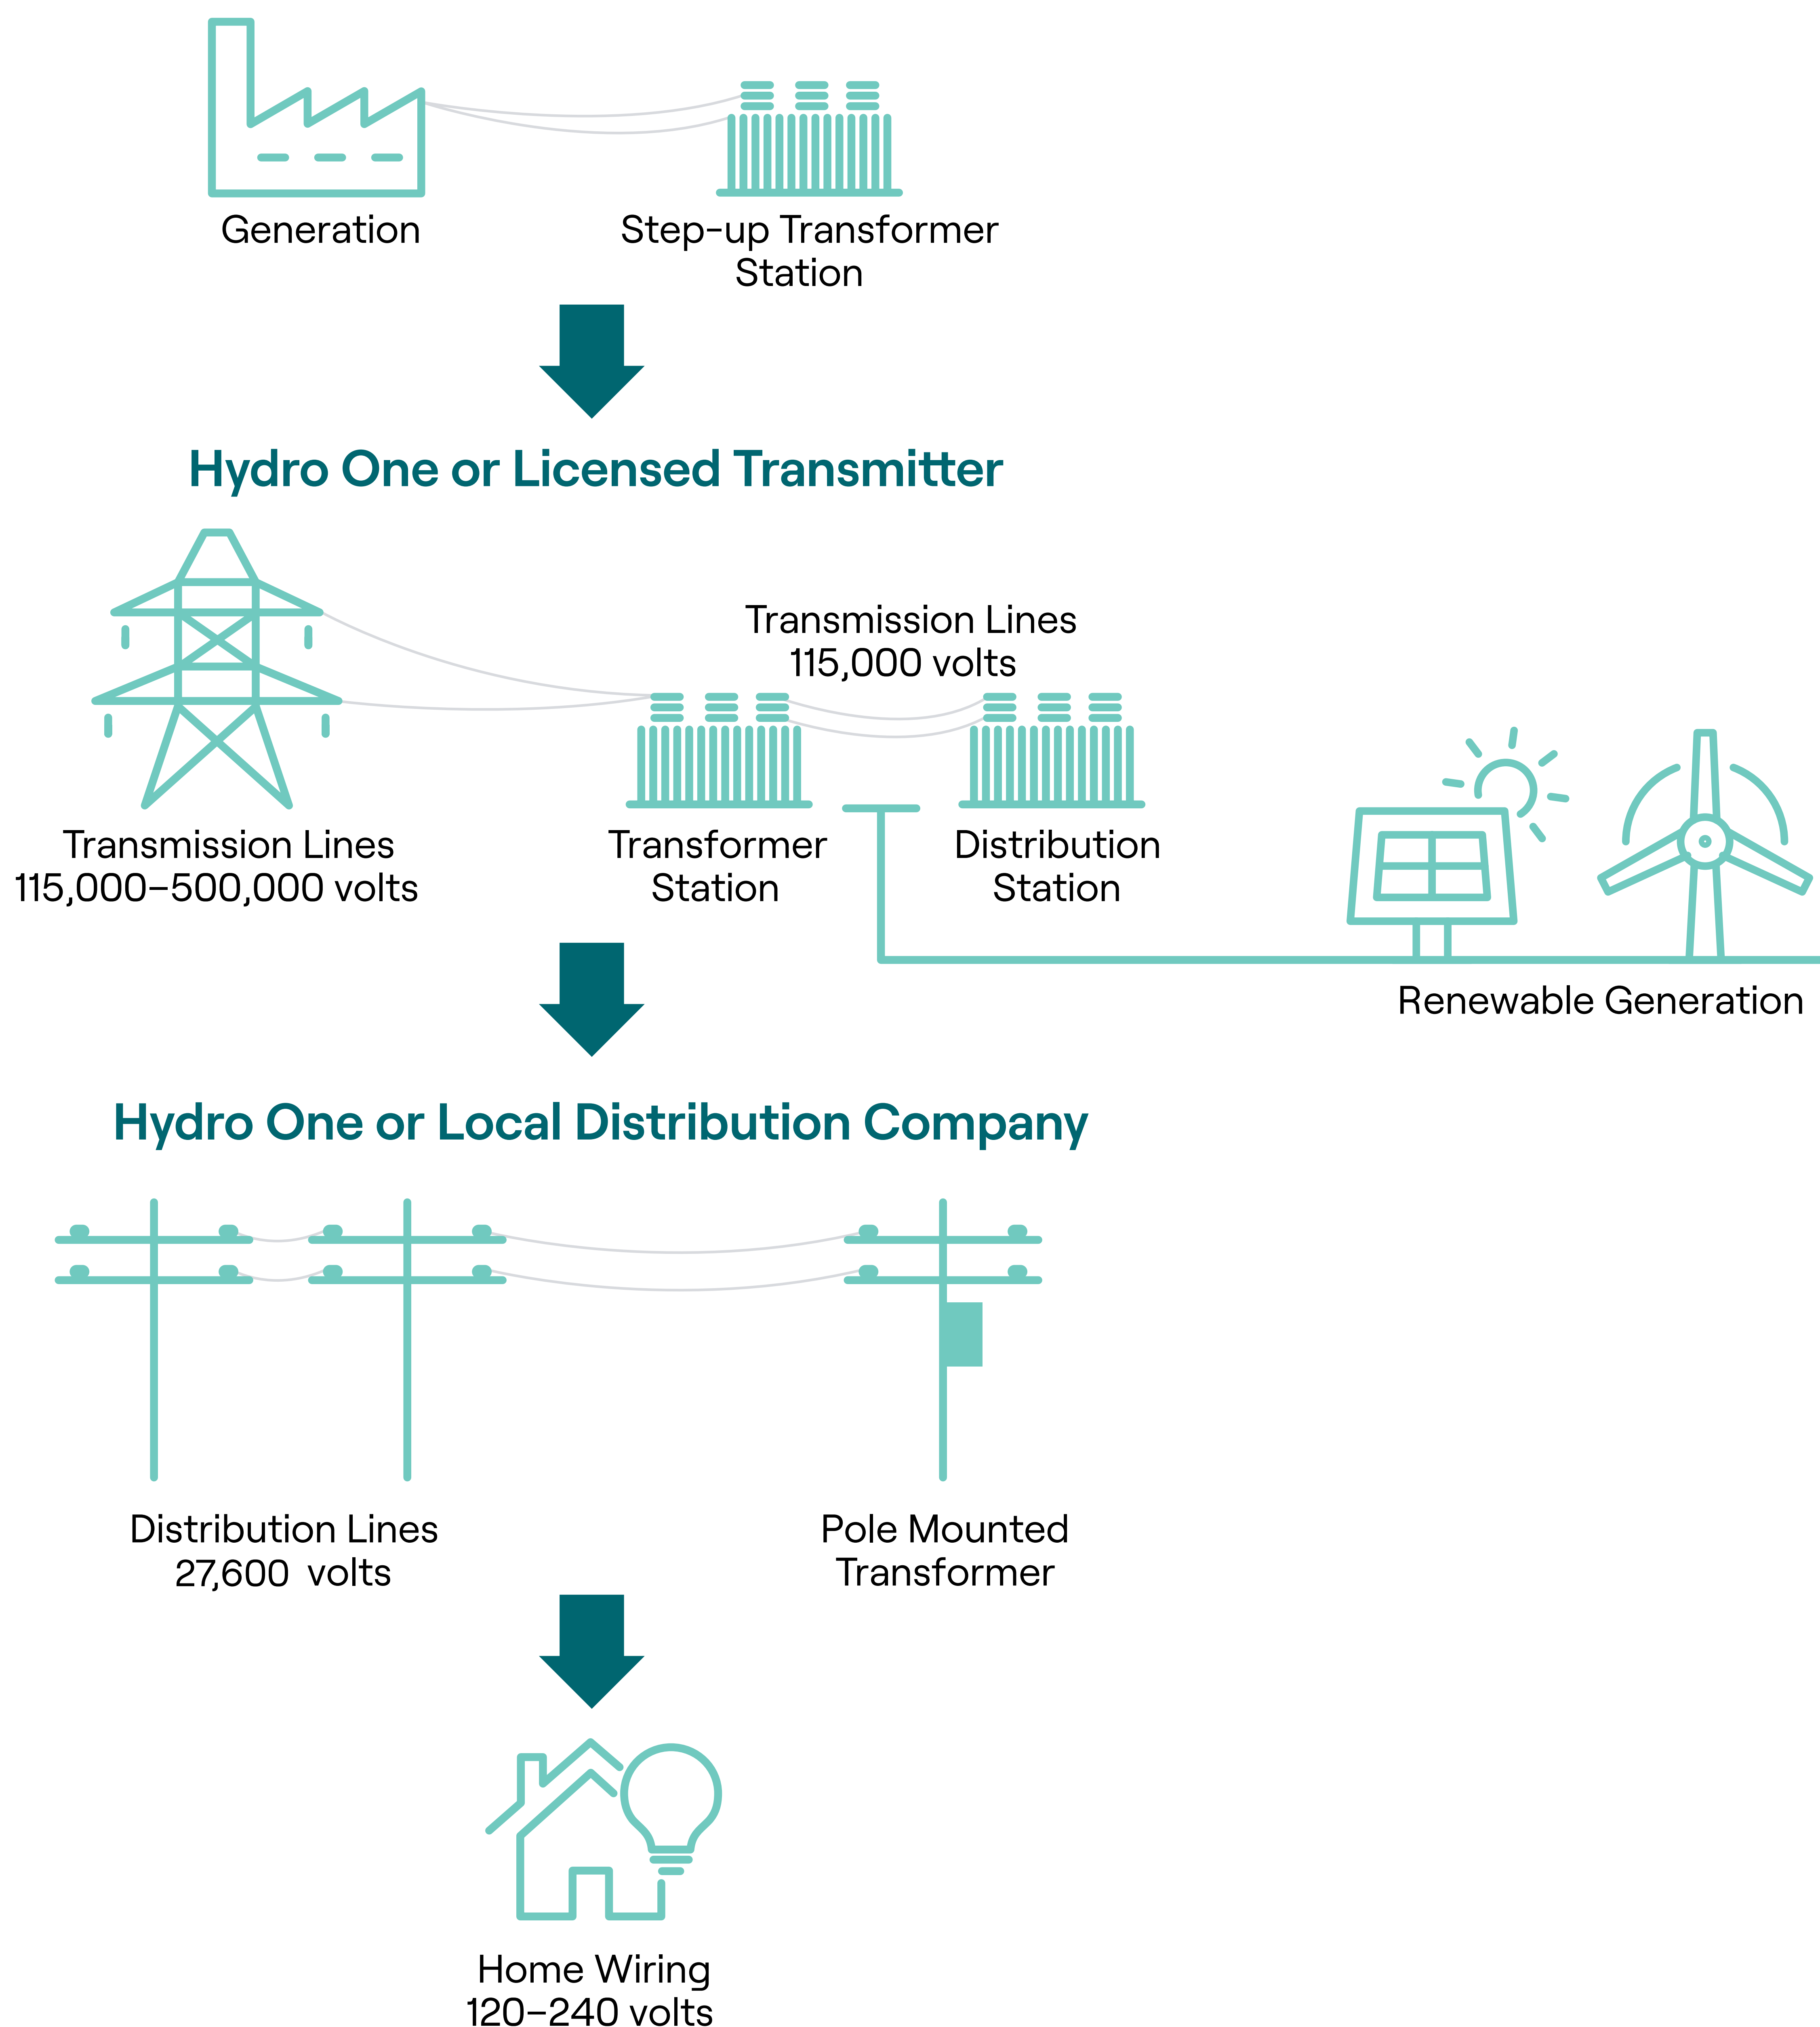 Generation
Step-up Transformer
Station
Hydro One or Licensed Transmitter
Transmission Lines
115,000 volts
Transmission Lines
115,000–500,000 volts
Transformer
Station
Distribution
Station
Renewable Generation
Hydro One or Local Distribution Company
Distribution Lines
27,600 volts
Pole Mounted
Transformer
Home Wiring
120–240 volts